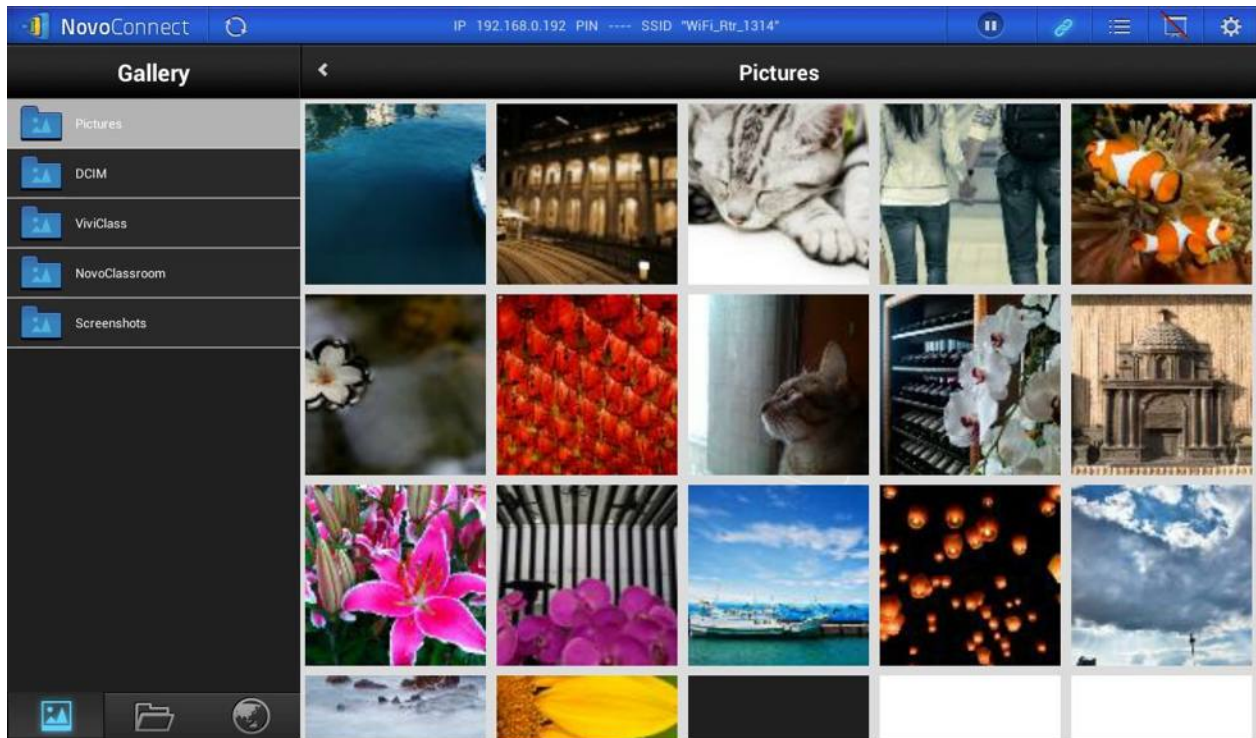 NovoConnect
IP 192.168.0.192 PIN ---- SSID "WiFi_Rtr_1314"
Gallery
Pictures
Pictures
DCIM
ViviClass
NovoClassroom
Screenshots